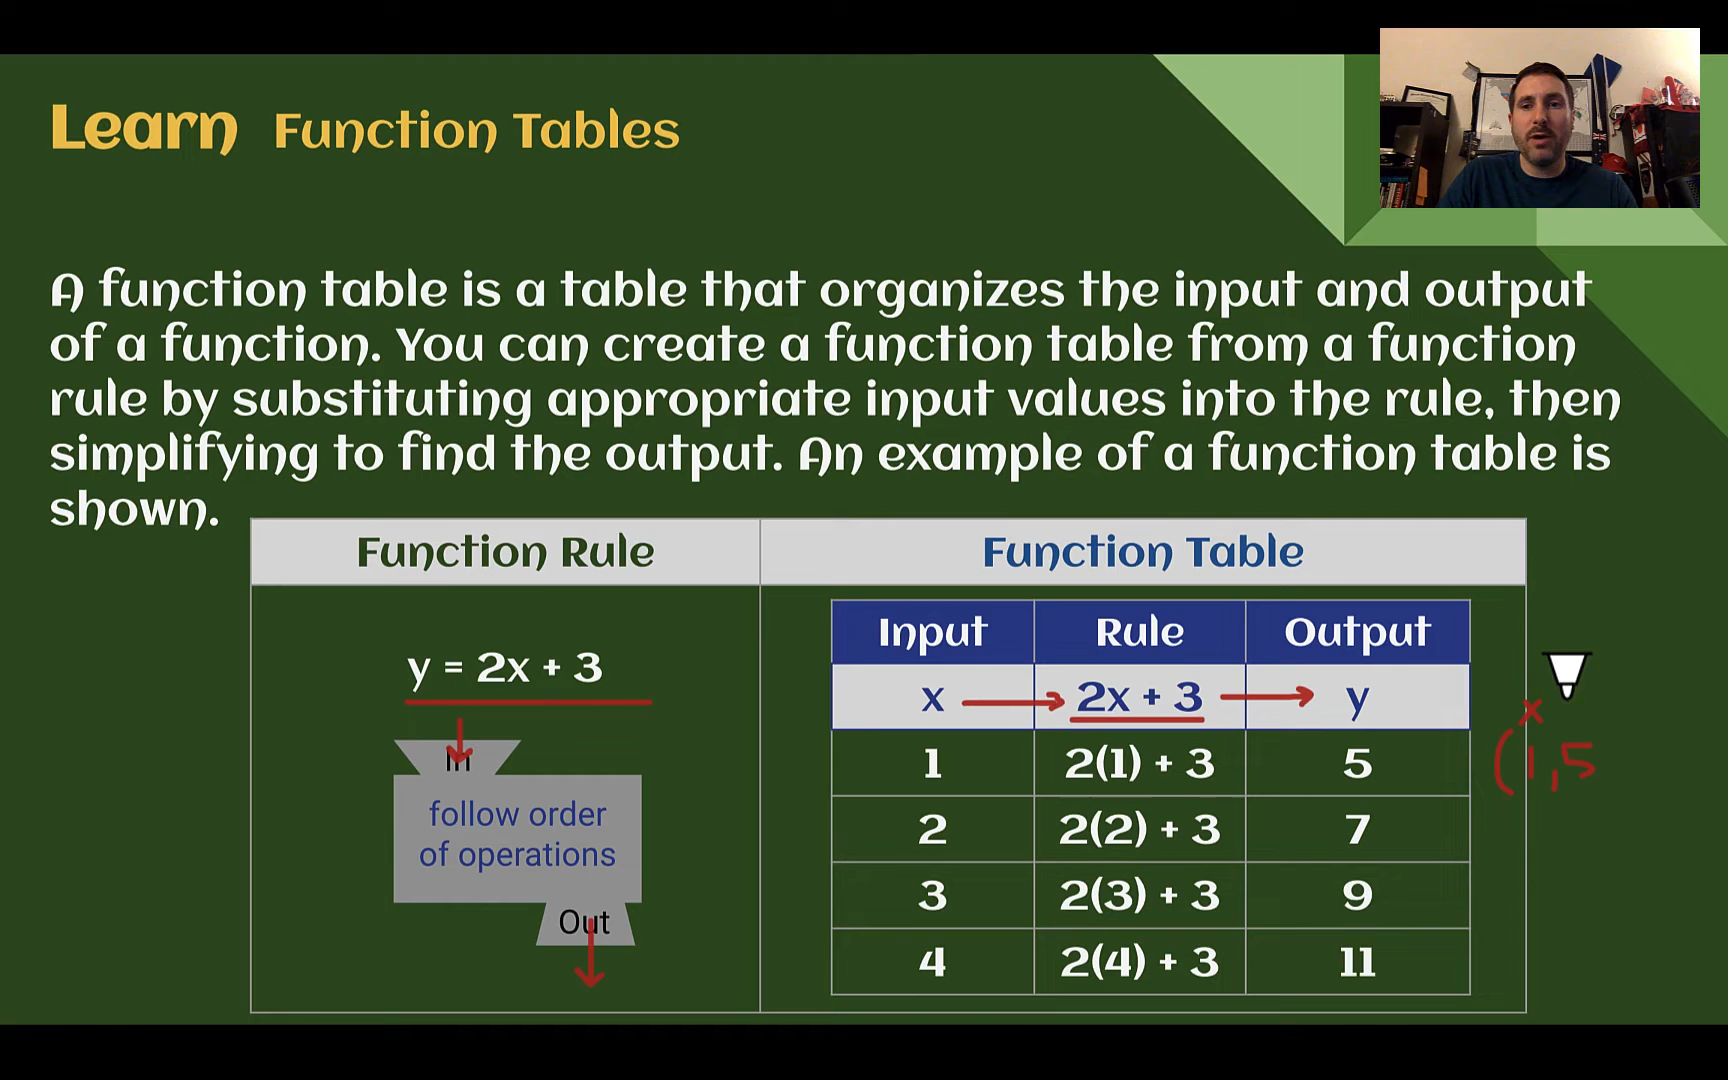 Learn Function Tables
A function table is a table that organizes the input and output
of a function. You can create a function table from a function
rule by substituting appropriate input values into the rule, then
simplifying to find the output. An example of a function table is
shown.
Function Rule Function Table
y = 2x + 3
In
follow order
of operations
Out
Input Rule Output
x 2x + 3 y
1 2(1) + 3 5
2 2(2) + 3 7
3 2(3) + 3 9
4 2(4) + 3 11
x
(1,5